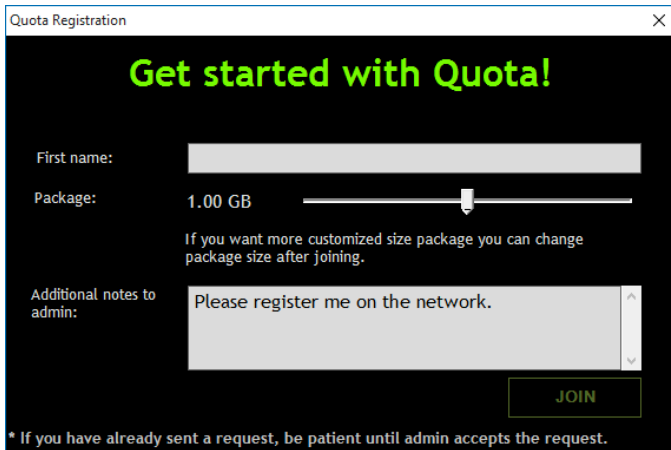 Quota Registration
Get started with Quota!
First name:
Package:
1.00 GB
If you want more customized size package you can change
package size after joining.
Additional notes to
admin:
Please register me on the network.
JOIN
* If you have already sent a request, be patient until admin accepts the request.